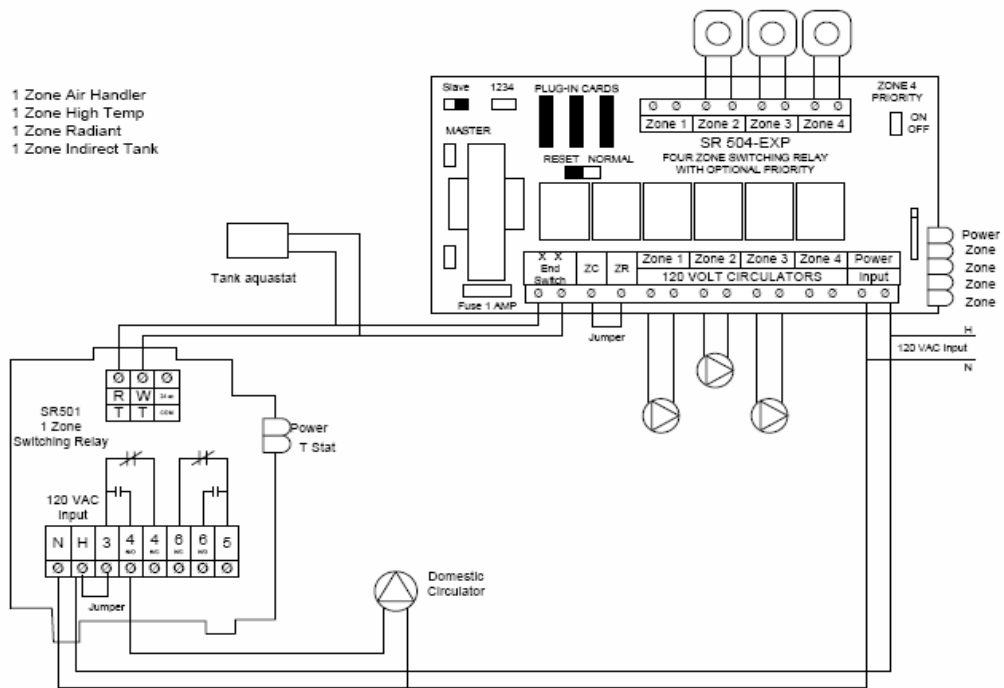 1 Zone Air Handler
1 Zone High Temp
1 Zone Radiant
1 Zone Indirect Tank
Slave
1234
PLUG-IN CARDS
ZONE 4
PRIORITY
ON
OFF
MASTER
Zone 1 Zone 2 Zone 3 Zone 4
SR 504-EXP
FOUR ZONE SWITCHING RELAY
WITH OPTIONAL PRIORITY
RESET NORMAL
Tank aquastat
X X
End
Switch
ZC
ZR
Zone 1 Zone 2 Zone 3 Zone 4 Power
120 VOLT CIRCULATORS Input
Fuse 1 AMP
Power
Zone
Zone
Zone
Zone
Jumper
H
120 VAC Input
N
R W
T T COM
SR501
1 Zone
Switching Relay
Power
T Stat
120 VAC
Input
N H 3 4 4 6 6 5
NO NC NC NO
Jumper
Domestic
Circulator